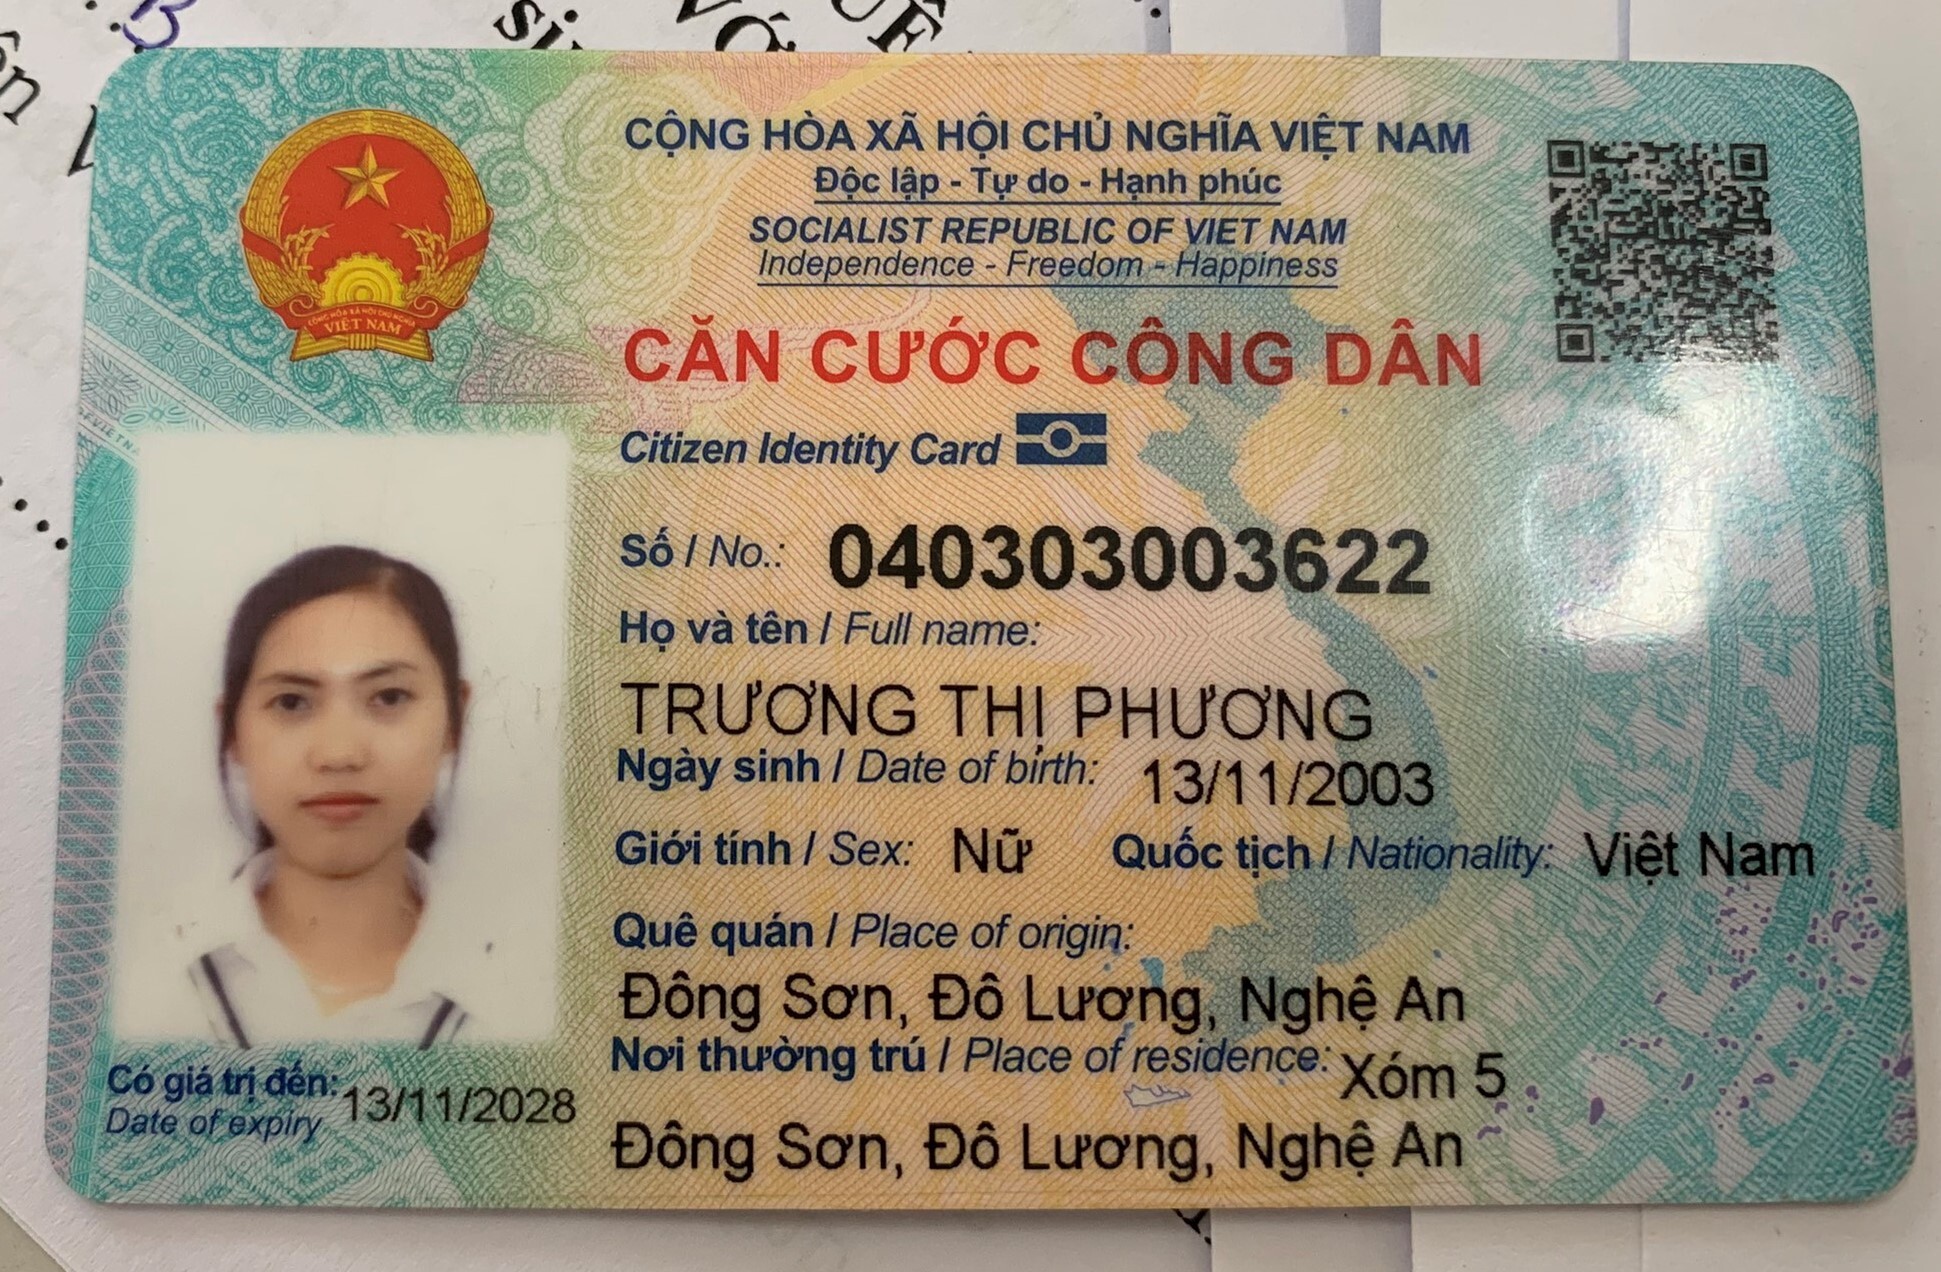 CỘNG HÒA XÃ HỘI CHỦ NGHĨA VIỆT NAM
Độc lập - Tự do - Hạnh phúc
SOCIALIST REPUBLIC OF VIET NAM
Independence - Freedom - Happiness
CĂN CƯỚC CÔNG DÂN
Citizen Identity Card
VIỆT NAM
Số / No.: 040303003622
Họ và tên / Full name:
TRƯƠNG THỊ PHƯƠNG
Ngày sinh / Date of birth: 13/11/2003
Giới tính / Sex: Nữ Quốc tịch / Nationality: Việt Nam
Quê quán / Place of origin:
Đông Sơn, Đô Lương, Nghệ An
Nơi thường trú / Place of residence: Xóm 5
Đông Sơn, Đô Lương, Nghệ An
Có giá trị đến: 13/11/2028
Date of expiry